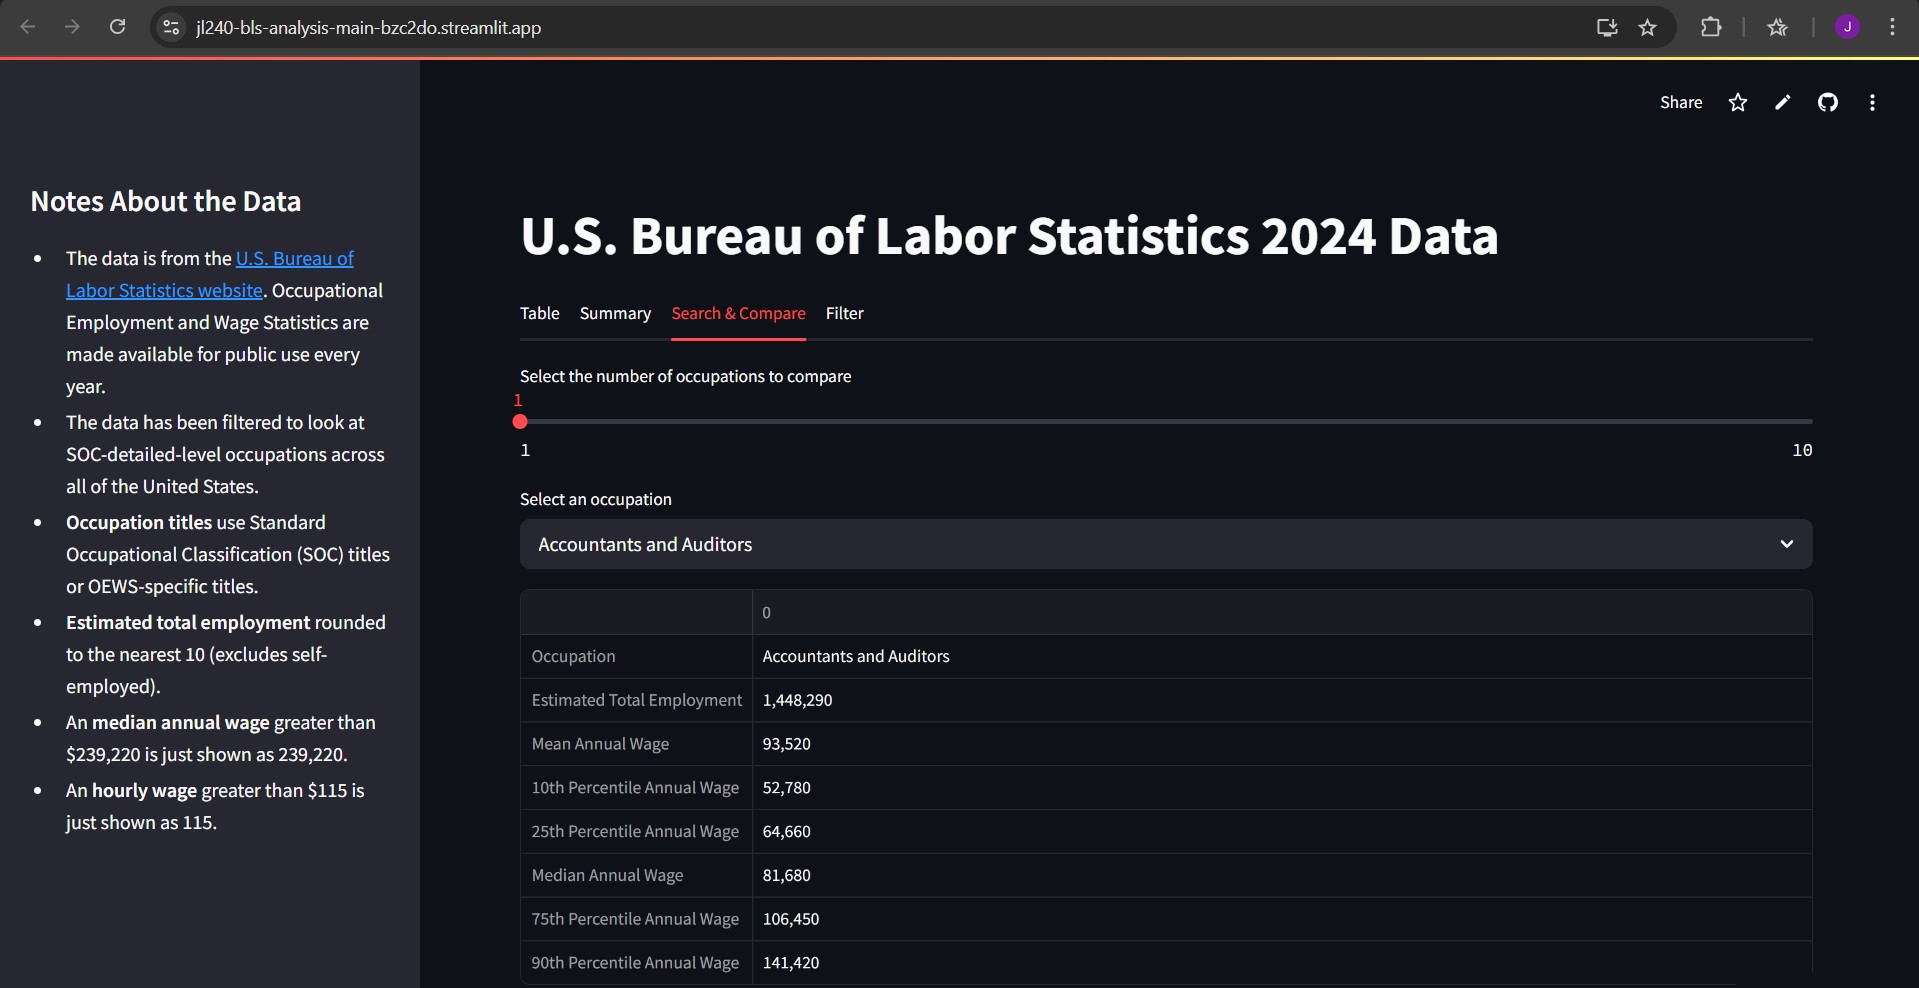 jl240-bls-analysis-main-bzc2do.streamlit.app
J
Share
Notes About the Data
The data is from the U.S. Bureau of
Labor Statistics website. Occupational
Employment and Wage Statistics are
made available for public use every
year.
The data has been filtered to look at
SOC-detailed-level occupations across
all of the United States.
Occupation titles use Standard
Occupational Classification (SOC) titles
or OEWS-specific titles.
Estimated total employment rounded
to the nearest 10 (excludes self-
employed).
An median annual wage greater than
$239,220 is just shown as 239,220.
An hourly wage greater than $115 is
just shown as 115.
U.S. Bureau of Labor Statistics 2024 Data
Table Summary Search & Compare Filter
Select the number of occupations to compare
1
1 10
Select an occupation
Accountants and Auditors
0
Occupation Accountants and Auditors
Estimated Total Employment 1,448,290
Mean Annual Wage 93,520
10th Percentile Annual Wage 52,780
25th Percentile Annual Wage 64,660
Median Annual Wage 81,680
75th Percentile Annual Wage 106,450
90th Percentile Annual Wage 141,420